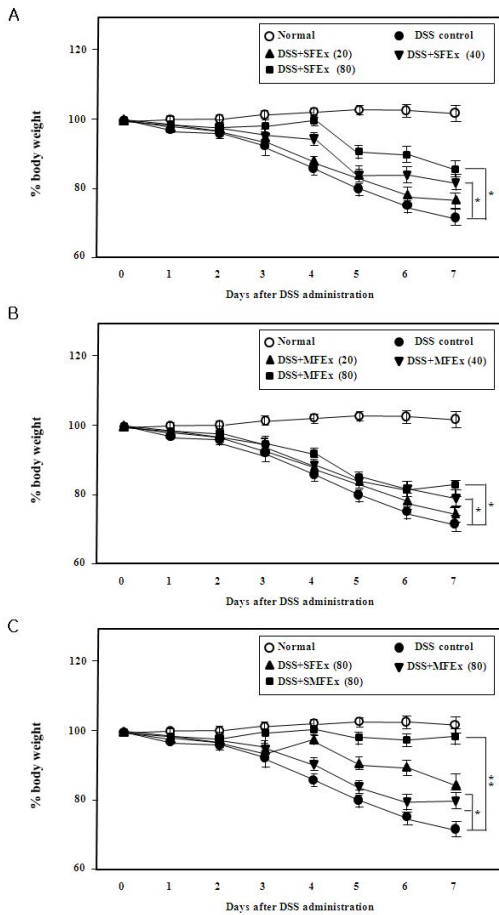 A
Normal DSS control
DSS+SFEx (20) DSS+SFEx (40)
DSS+SFEx (80)
% body weight
120
100
80
60
* *
0 1 2 3 4 5 6 7
Days after DSS administration
B
Normal DSS control
DSS+MFEx (20) DSS+MFEx (40)
DSS+MFEx (80)
% body weight
120
100
80
60
* *
0 1 2 3 4 5 6 7
Days after DSS administration
C
Normal DSS control
DSS+SFEx (80) DSS+MFEx (80)
DSS+SMFEx (80)
% body weight
120
100
80
60
* **
0 1 2 3 4 5 6 7
Days after DSS administration